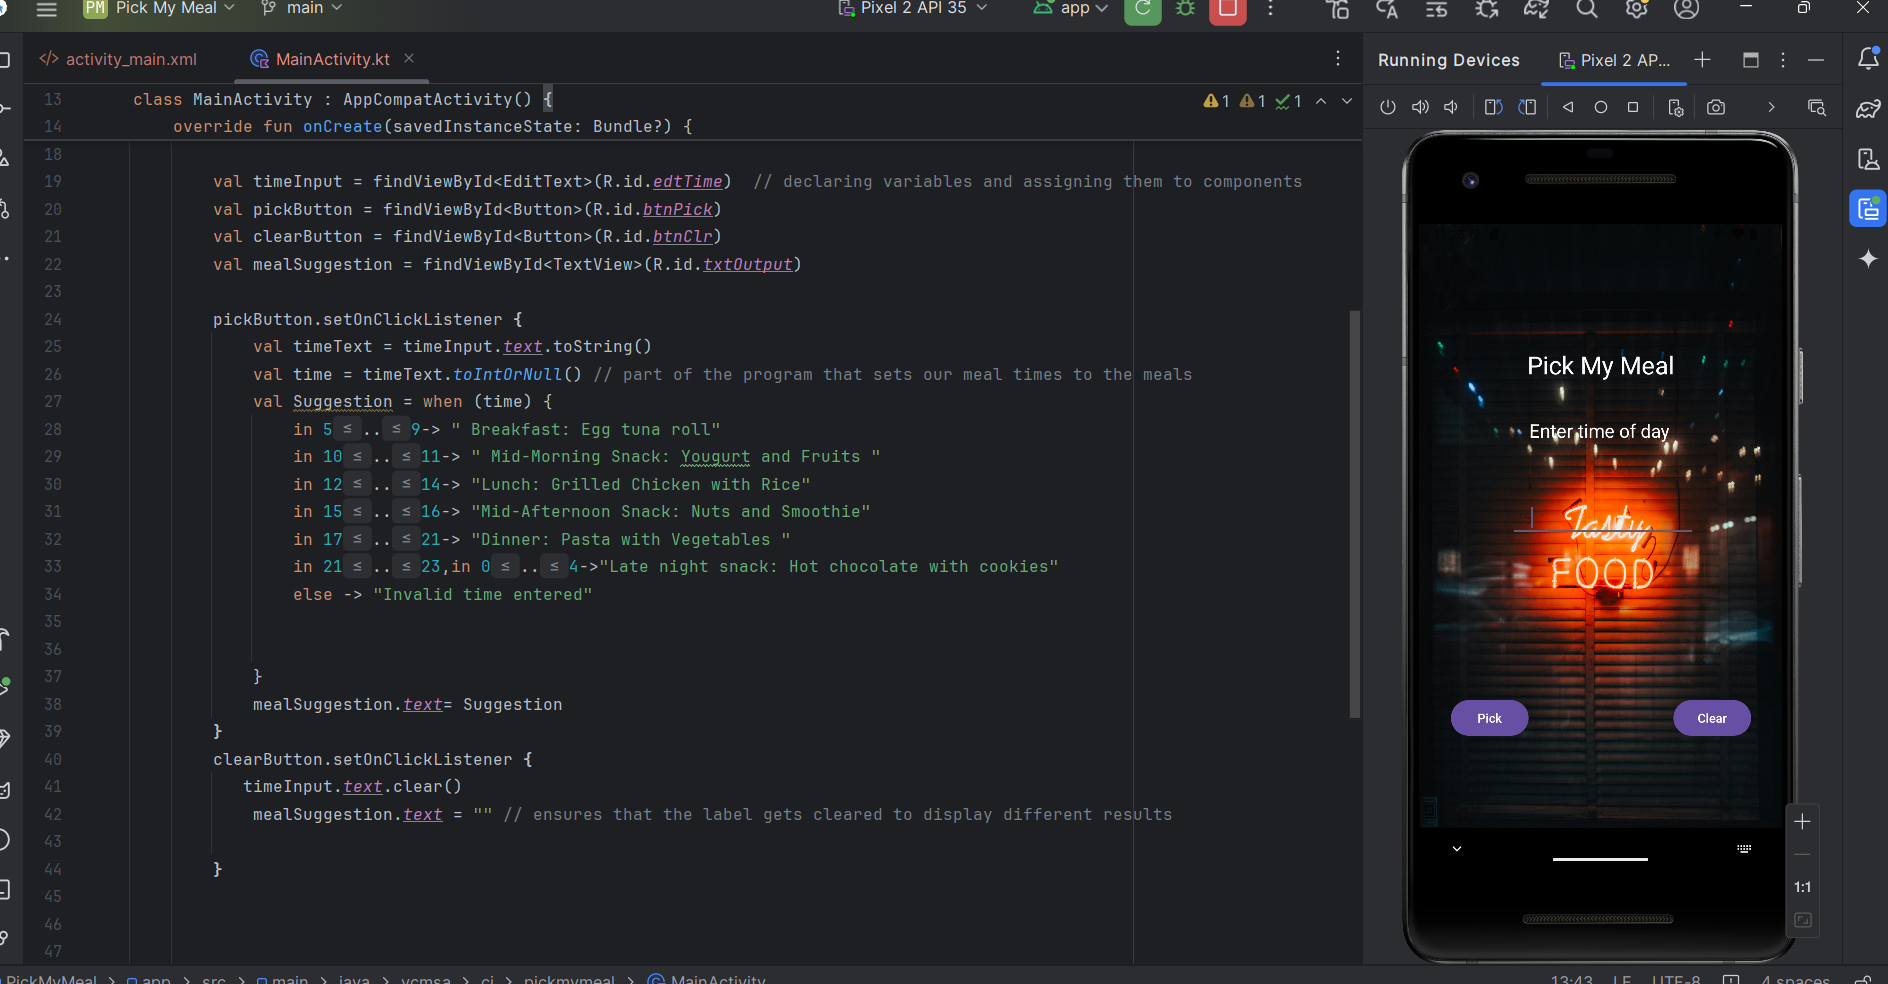 PM Pick My Meal main Pixel 2 API 35 app
activity_main.xml MainActivity.kt
Running Devices Pixel 2 AP...
13 class MainActivity : AppCompatActivity() {
1 1 1
14 override fun onCreate(savedInstanceState: Bundle?) {
18
19 val timeInput = findViewById<EditText>(R.id.edtTime) // declaring variables and assigning them to components
20 val pickButton = findViewById<Button>(R.id.btnPick)
21 val clearButton = findViewById<Button>(R.id.btnClr)
22 val mealSuggestion = findViewById<TextView>(R.id.txtOutput)
23
24 pickButton.setOnClickListener {
25 val timeText = timeInput.text.toString()
26 val time = timeText.toIntOrNull() // part of the program that sets our meal times to the meals
27 val Suggestion = when (time) {
28 in 5 ≤ .. ≤ 9-> " Breakfast: Egg tuna roll"
29 in 10 ≤ .. ≤ 11-> " Mid-Morning Snack: Yougurt and Fruits "
30 in 12 ≤ .. ≤ 14-> "Lunch: Grilled Chicken with Rice"
31 in 15 ≤ .. ≤ 16-> "Mid-Afternoon Snack: Nuts and Smoothie"
32 in 17 ≤ .. ≤ 21-> "Dinner: Pasta with Vegetables "
33 in 21 ≤ .. ≤ 23,in 0 ≤ .. ≤ 4->"Late night snack: Hot chocolate with cookies"
34 else -> "Invalid time entered"
35
36
37 }
38 mealSuggestion.text= Suggestion
39 }
40 clearButton.setOnClickListener {
41 timeInput.text.clear()
42 mealSuggestion.text = "" // ensures that the label gets cleared to display different results
43
44 }
45
46
47
Pick My Meal
Enter time of day
Tasty
FOOD
Pick Clear
1:1
PickMyMeal > app > src > main > java > vcmsa > ci > pickmymeal > MainActivity
13:43 LF UTF-8 4 spaces